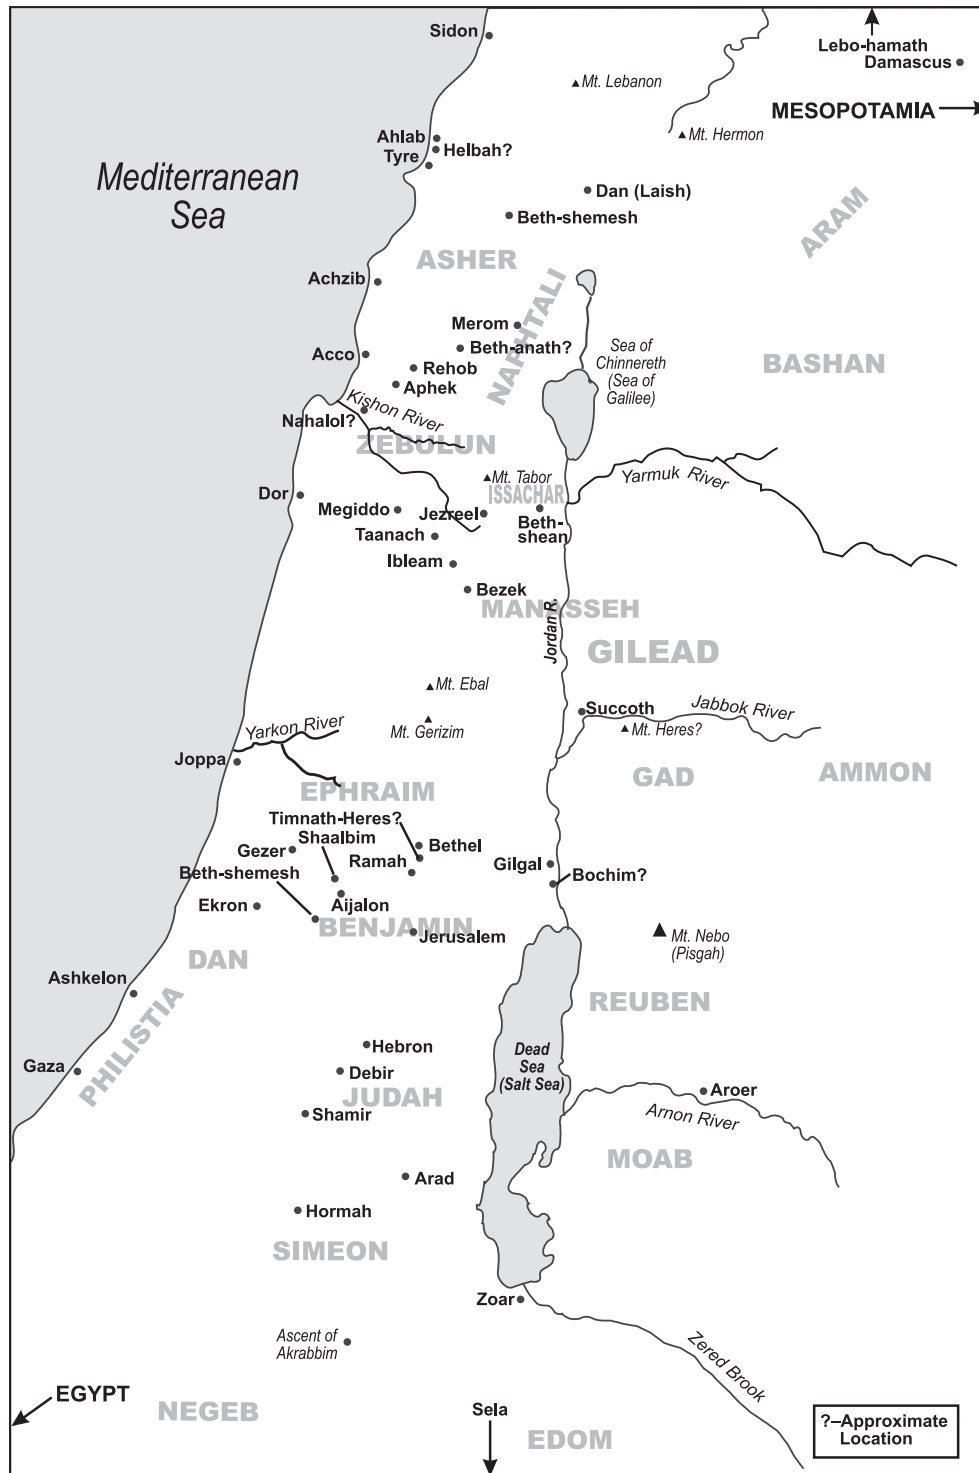 Sidon
Lebo-hamath
Damascus
Mt. Lebanon
MESOPOTAMIA
Mt. Hermon
Ahlab
Helbah?
Tyre
Mediterranean
Sea
Dan (Laish)
Beth-shemesh
ARAM
ASHER
Achzib
NAPHTALI
Merom
Beth-anath?
Sea of
Chinnereth
(Sea of
Galilee)
BASHAN
Acco
Rehob
Aphek
Kishon River
Nahalol?
ZEBULUN
Mt. Tabor
Yarmuk River
ISSACHAR
Dor
Megiddo
Jezreel
Beth-
shean
Taanach
Ibleam
Bezek
MANASSEH
Jordan R.
GILEAD
Mt. Ebal
Succoth
Jabbok River
Yarkon River
Mt. Gerizim
Mt. Heres?
Joppa
GAD
AMMON
EPHRAIM
Timnath-Heres?
Shaalbim
Bethel
Gezer
Ramah
Gilgal
Beth-shemesh
Bochim?
Ekron
Aijalon
BENJAMIN
Jerusalem
Mt. Nebo
(Pisgah)
DAN
Ashkelon
PHILISTIA
REUBEN
Hebron
Dead
Sea
(Salt Sea)
Gaza
Debir
JUDAH
Aroer
Shamir
Arnon River
MOAB
Arad
Hormah
SIMEON
Zoar
Ascent of
Akrabbim
Zered Brook
EGYPT
NEGEB
Sela
EDOM
?–Approximate
Location